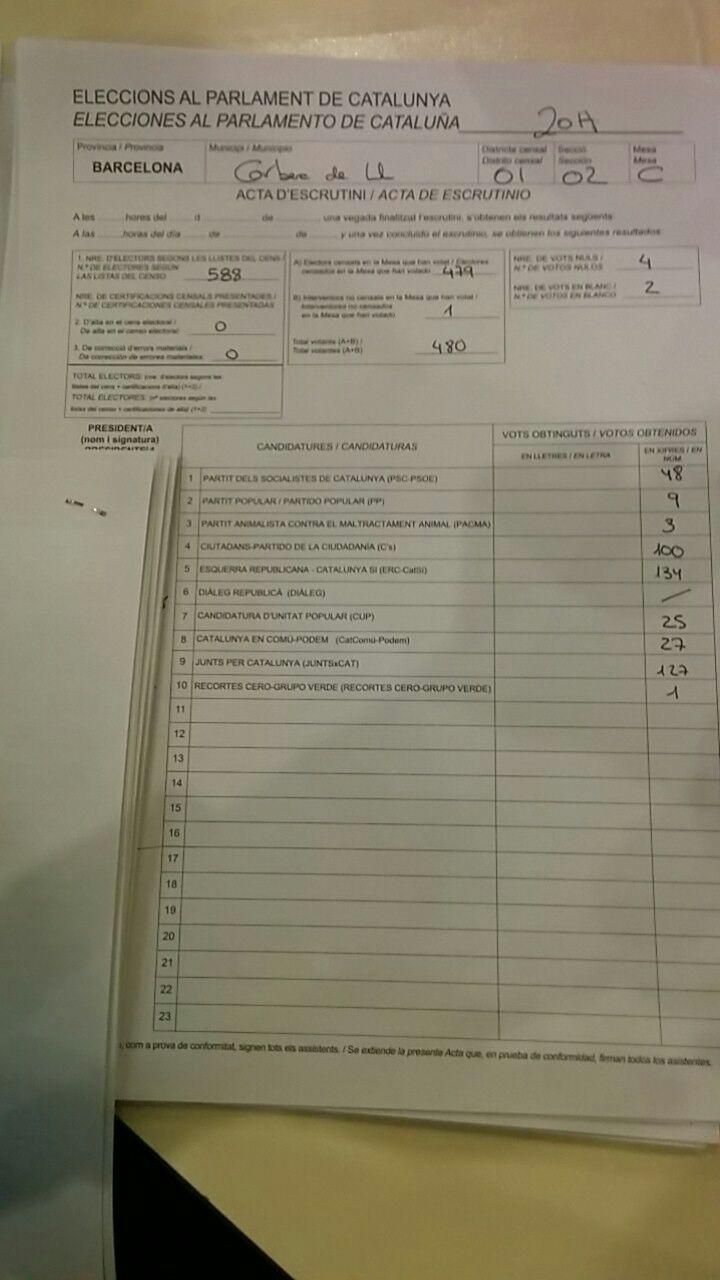 ELECCIONS AL PARLAMENT DE CATALUNYA
ELECCIONES AL PARLAMENTO DE CATALUÑA
Província / Provincia Municipi / Municipio Districte censal Secció Mesa
Distrito censal Sección Mesa
BARCELONA Corbera de Ll 01 02 C
ACTA D'ESCRUTINI / ACTA DE ESCRUTINIO
A les hores del d de , una vegada finalitzat l'escrutini, s'obtenen els resultats següents:
A las horas del día de de y una vez concluido el escrutinio, se obtienen los siguientes resultados:
1. NRE. D'ELECTORS SEGONS LES LLISTES DEL CENS /
N.º DE ELECTORES SEGÚN
LAS LISTAS DEL CENSO 588
NRE. DE CERTIFICACIONS CENSALS PRESENTADES /
N.º DE CERTIFICACIONES CENSALES PRESENTADAS
2. D'alta en el cens electoral /
De alta en el censo electoral: 0
3. De correcció d'errors materials /
De corrección de errores materiales: 0
TOTAL ELECTORS: (nre. d'electors segons les
llistes del cens + certificacions d'alta) (1+2) /
TOTAL ELECTORES: (nº electores según las
listas del censo + certificaciones de alta) (1+2)
A) Electors censats en la Mesa que han votat / Electores
censados en la Mesa que han votado 479
B) Interventors no censats en la Mesa que han votat /
Interventores no censados
en la Mesa que han votado 1
Total votants (A+B) /
Total votantes (A+B) 480
NRE. DE VOTS NULS /
N.º DE VOTOS NULOS 4
NRE. DE VOTS EN BLANC /
N.º DE VOTOS EN BLANCO 2
PRESIDENT/A
(nom i signatura)
CANDIDATURES / CANDIDATURAS
VOTS OBTINGUTS / VOTOS OBTENIDOS
EN LLETRES / EN LETRA EN XIFRES / EN NÚM.
1 PARTIT DELS SOCIALISTES DE CATALUNYA (PSC-PSOE) 48
2 PARTIT POPULAR / PARTIDO POPULAR (PP) 9
3 PARTIT ANIMALISTA CONTRA EL MALTRACTAMENT ANIMAL (PACMA) 3
4 CIUTADANS-PARTIDO DE LA CIUDADANÍA (C's) 100
5 ESQUERRA REPUBLICANA - CATALUNYA SÍ (ERC-CatSí) 134
6 DIÀLEG REPUBLICÀ (DIÀLEG) /
7 CANDIDATURA D'UNITAT POPULAR (CUP) 25
8 CATALUNYA EN COMÚ-PODEM (CatComú-Podem) 27
9 JUNTS PER CATALUNYA (JUNTSxCAT) 127
10 RECORTES CERO-GRUPO VERDE (RECORTES CERO-GRUPO VERDE) 1
11
12
13
14
15
16
17
18
19
20
21
22
23
, com a prova de conformitat, signen tots els assistents. / Se extiende la presente Acta que, en prueba de conformidad, firman todos los asistentes.